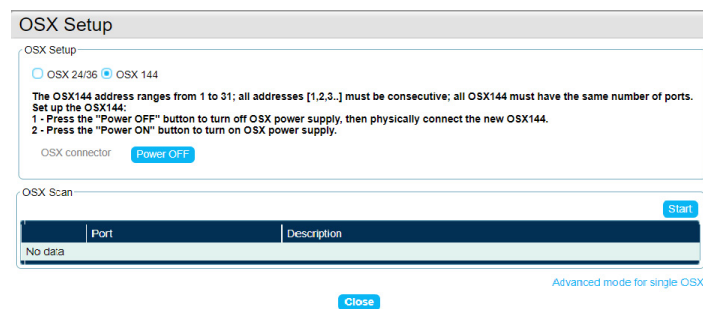 OSX Setup
OSX Setup
OSX 24/36 OSX 144
The OSX144 address ranges from 1 to 31; all addresses [1,2,3..] must be consecutive; all OSX144 must have the same number of ports.
Set up the OSX144:
1 - Press the "Power OFF" button to turn off OSX power supply, then physically connect the new OSX144.
2 - Press the "Power ON" button to turn on OSX power supply.
OSX connector Power OFF
OSX Scan
Start
Port Description
No data
Advanced mode for single OSX
Close